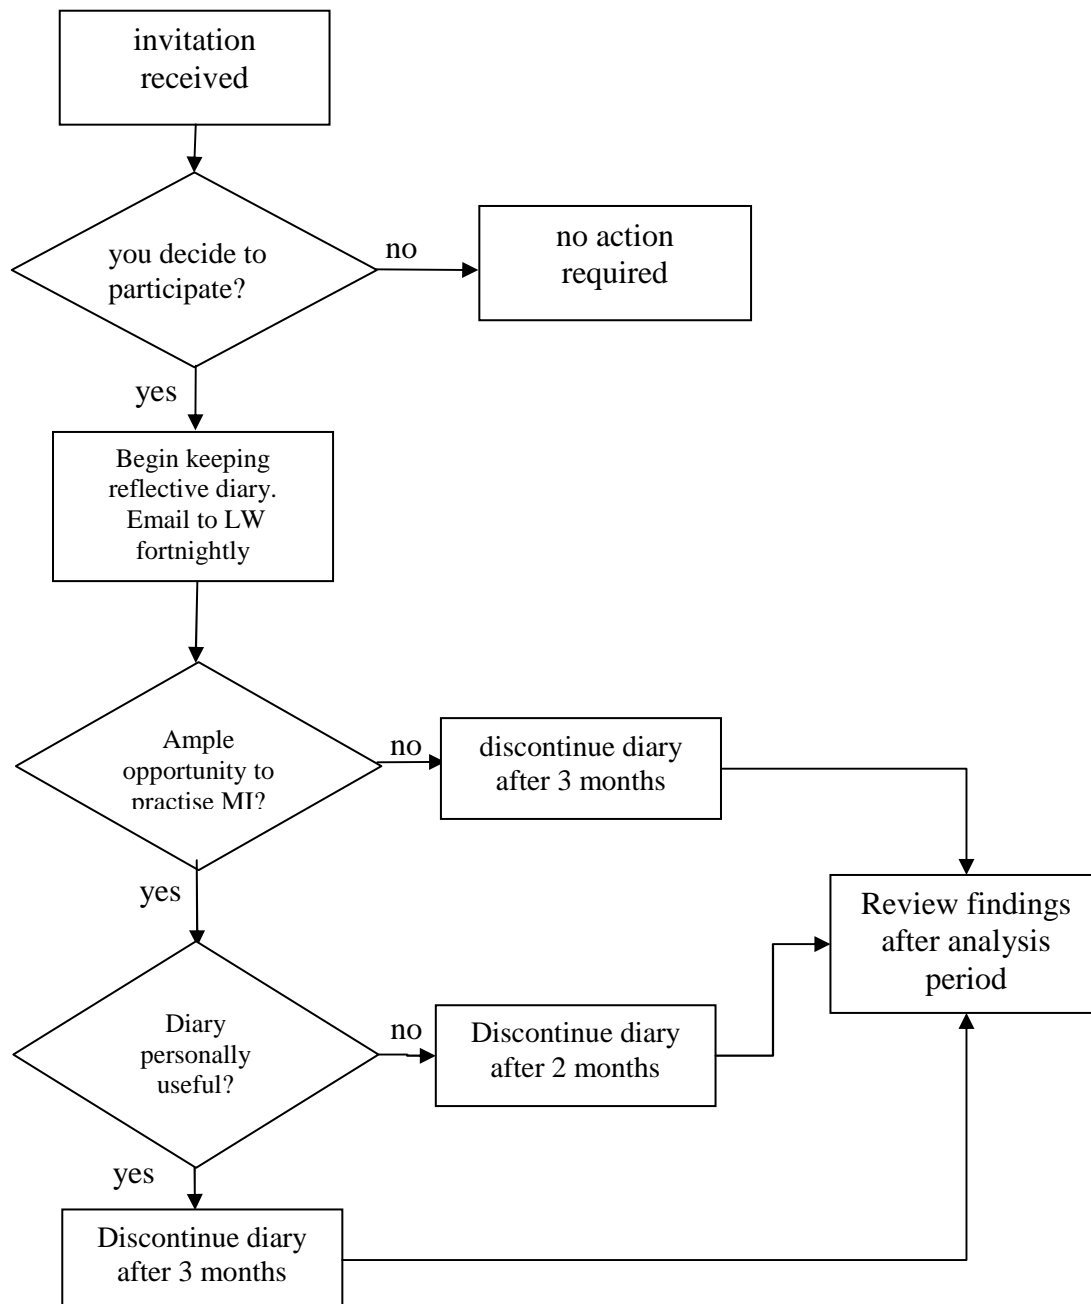 invitation
received
you decide to
participate?
no
no action
required
yes
Begin keeping
reflective diary.
Email to LW
fortnightly
Ample
opportunity to
practise MI?
no
discontinue diary
after 3 months
yes
Review findings
after analysis
period
Diary
personally
useful?
no
Discontinue diary
after 2 months
yes
Discontinue diary
after 3 months